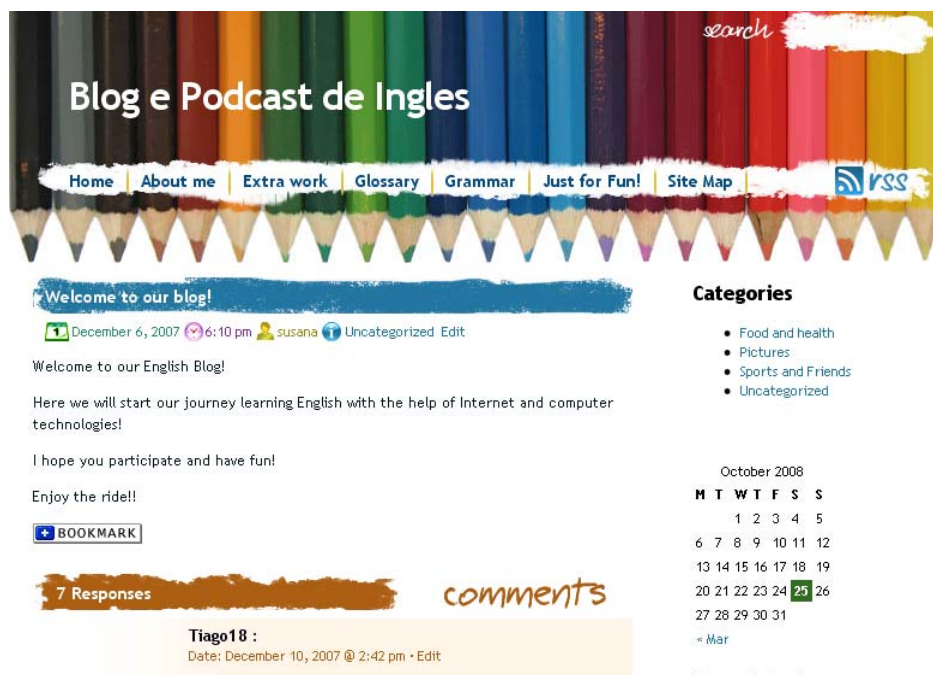 search
Blog e Podcast de Ingles
Home About me Extra work Glossary Grammar Just for Fun! Site Map rss
Welcome to our blog!
1 December 6, 2007 6:10 pm susana Uncategorized Edit
Welcome to our English Blog!
Here we will start our journey learning English with the help of Internet and computer
technologies!
I hope you participate and have fun!
Enjoy the ride!!
BOOKMARK
7 Responses comments
Tiago18 :
Date: December 10, 2007 @ 2:42 pm • Edit
Categories
Food and health
Pictures
Sports and Friends
Uncategorized
October 2008
M T W T F S S
1 2 3 4 5
6 7 8 9 10 11 12
13 14 15 16 17 18 19
20 21 22 23 24 25 26
27 28 29 30 31
« Mar